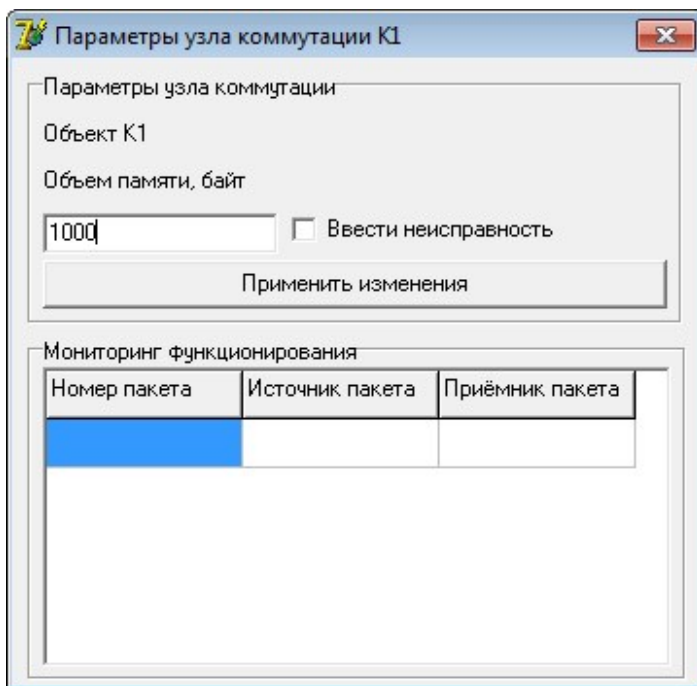 Параметры узла коммутации К1
Параметры узла коммутации
Объект К1
Объем памяти, байт
1000 Ввести неисправность
Применить изменения
Мониторинг функционирования
Номер пакета Источник пакета Приёмник пакета